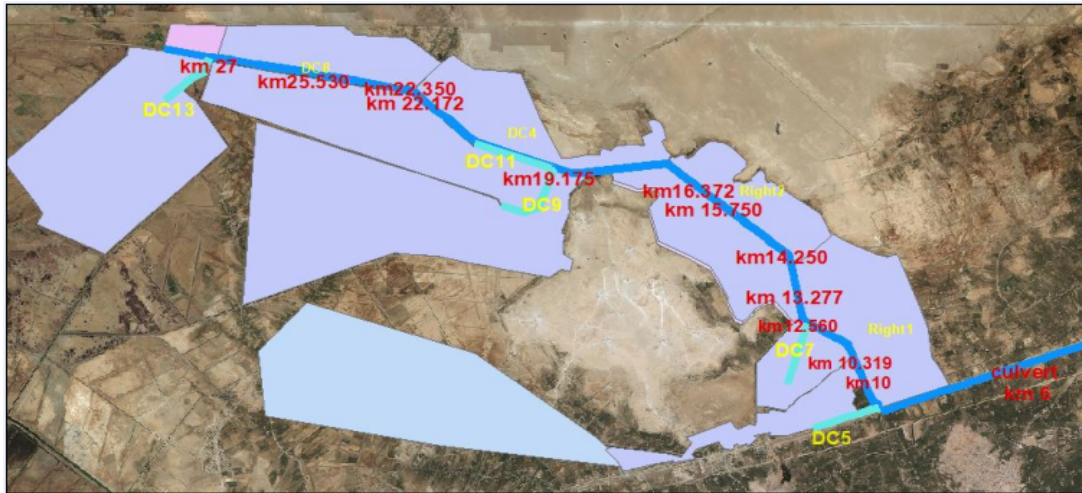 km 27
DC8
km25.530
km22.350
km 22.172
DC13
DC4
DC11
km19.175
DC9
km16.372
Right2
km 15.750
km14.250
km 13.277
km12.560
Right1
DC7
km 10.319
km10
culvert
km 6
DC5